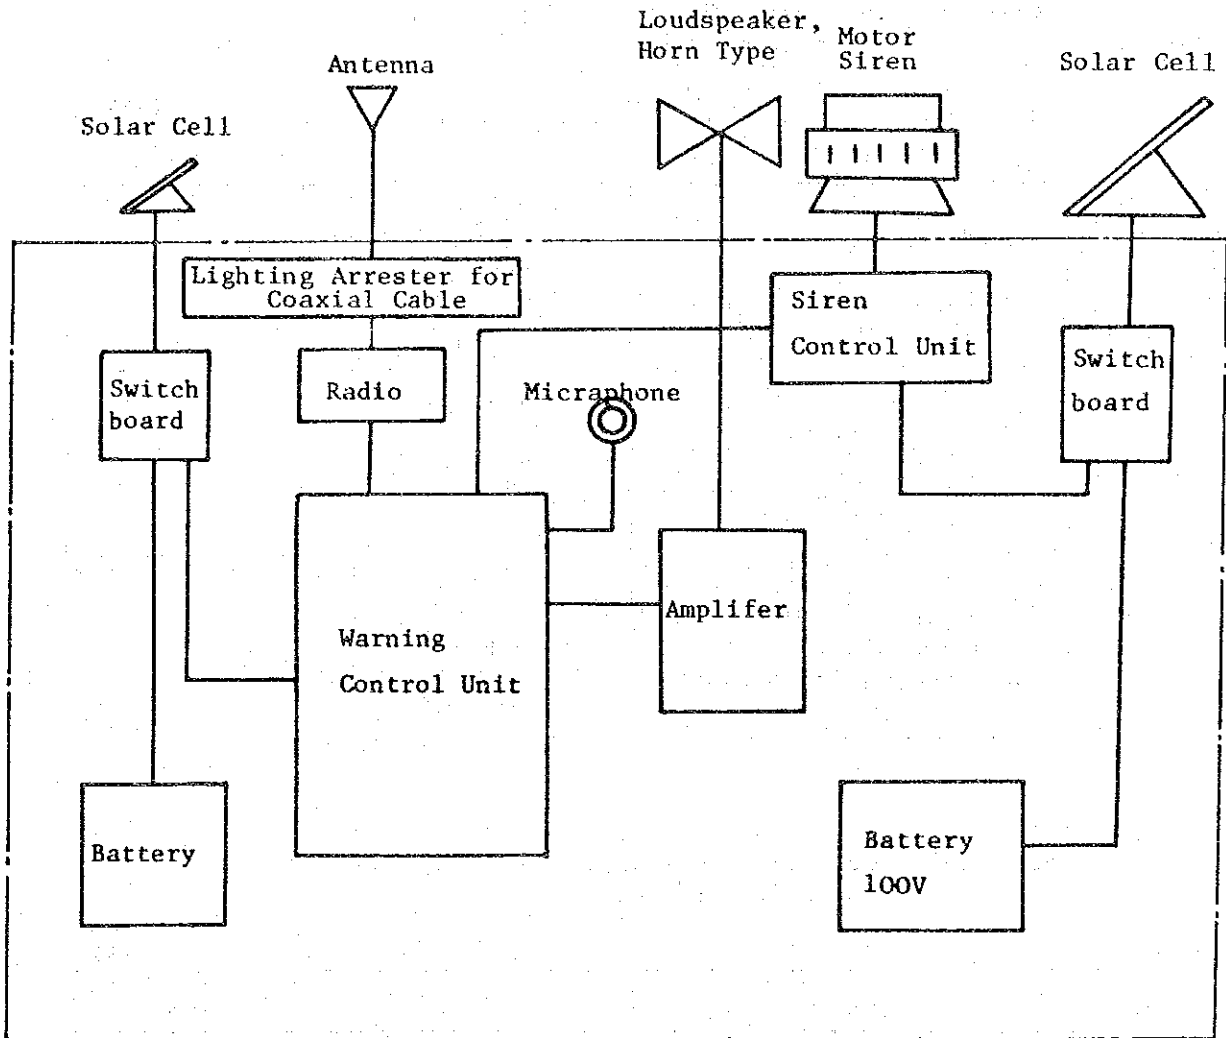 Loudspeaker,
Horn Type
Motor
Siren
Antenna
Solar Cell
Solar Cell
Lighting Arrester for
Coaxial Cable
Siren
Control Unit
Switch
board
Radio
Micraphone
Switch
board
Amplifer
Warning
Control Unit
Battery
Battery
100V